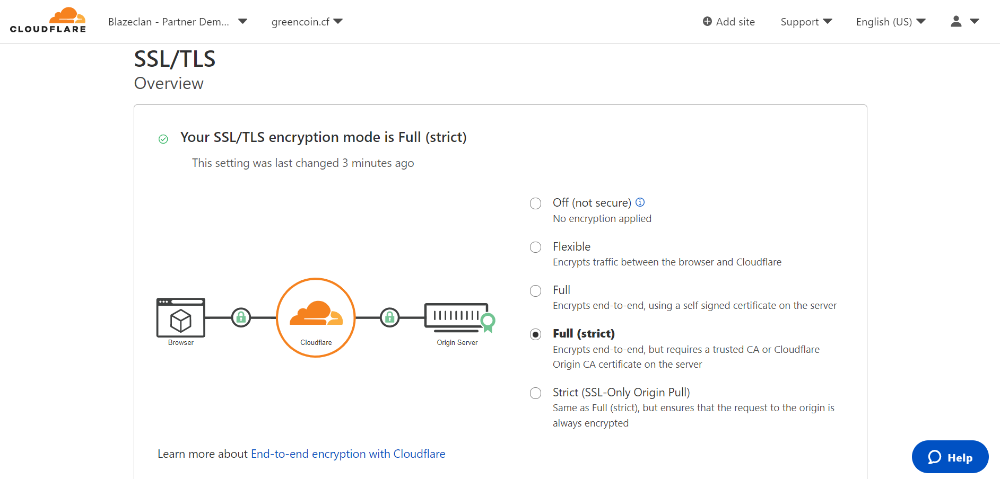 CLOUDFLARE
Blazeclan - Partner Dem...
greencoin.cf
Add site
Support
English (US)
SSL/TLS
Overview
Your SSL/TLS encryption mode is Full (strict)
This setting was last changed 3 minutes ago
Browser
Cloudflare
Origin Server
Off (not secure)
No encryption applied
Flexible
Encrypts traffic between the browser and Cloudflare
Full
Encrypts end-to-end, using a self signed certificate on the server
Full (strict)
Encrypts end-to-end, but requires a trusted CA or Cloudflare
Origin CA certificate on the server
Strict (SSL-Only Origin Pull)
Same as Full (strict), but ensures that the request to the origin is
always encrypted
Learn more about End-to-end encryption with Cloudflare
Help